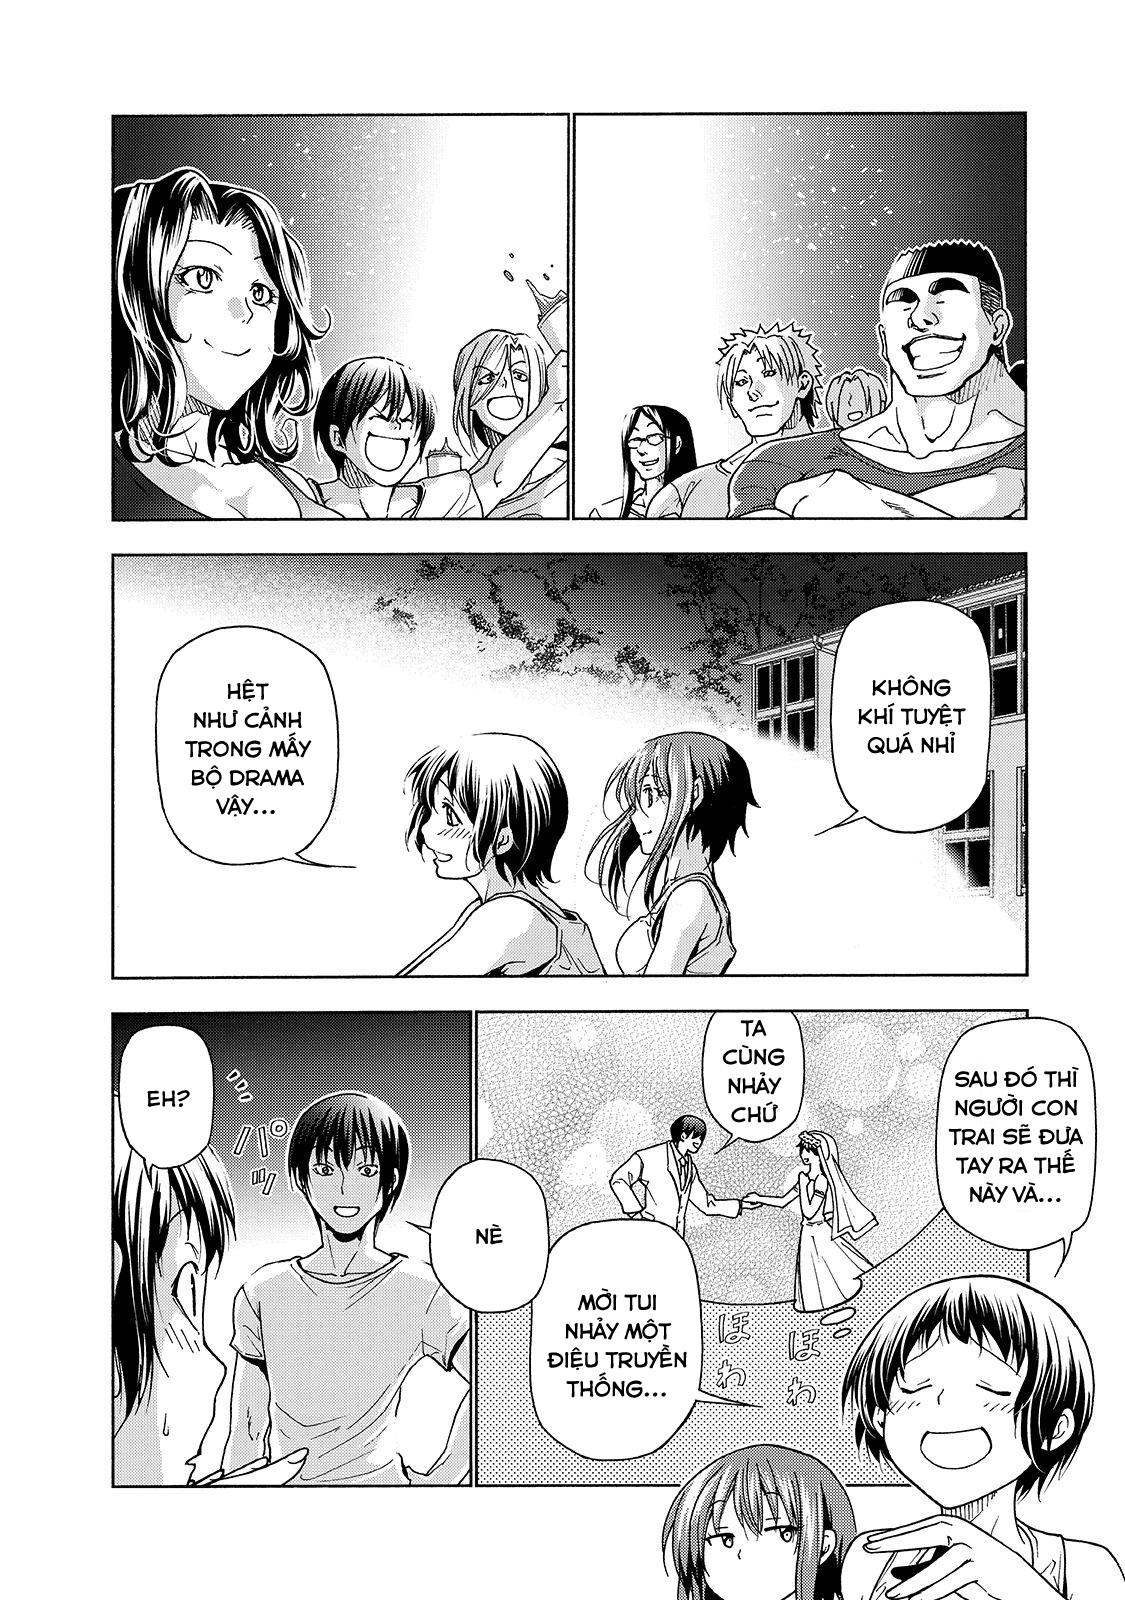 KHÔNG
KHÍ TUYỆT
QUÁ NHỈ
HỆT
NHƯ CẢNH
TRONG MẤY
BỘ DRAMA
VẬY...
SAU ĐÓ THÌ
NGƯỜI CON
TRAI SẼ ĐƯA
TAY RA THẾ
NÀY VÀ...
TA
CÙNG
NHẢY
CHỨ
MỜI TUI
NHẢY MỘT
ĐIỆU TRUYỀN
THỐNG...
ほわ
ほわ
NÈ
EH?